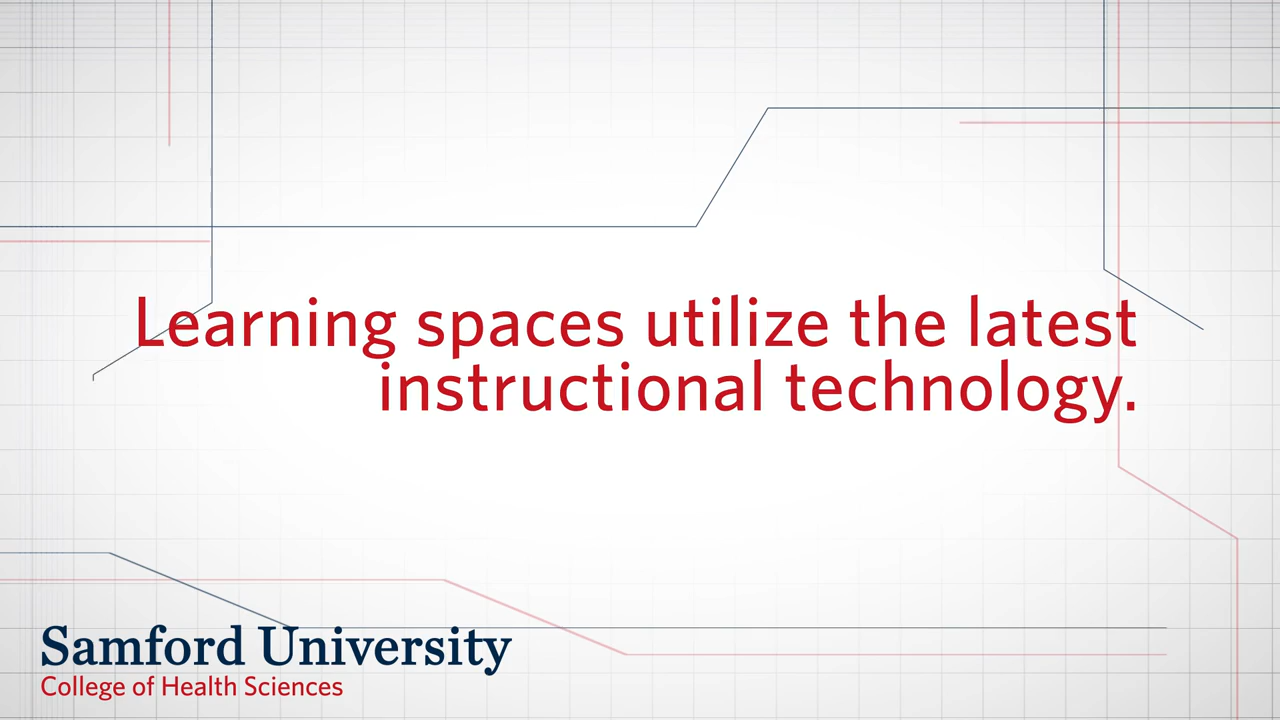 Learning spaces utilize the latest
instructional technology.
Samford University
College of Health Sciences